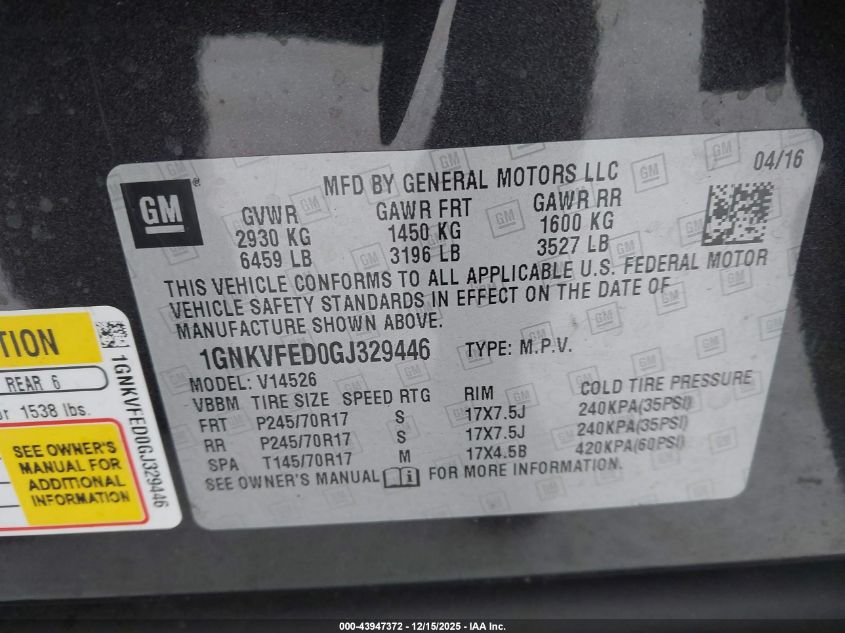 04/16
MFD BY GENERAL MOTORS LLC
GM
GVWR GAWR FRT GAWR RR
2930 KG 1450 KG 1600 KG
6459 LB 3196 LB 3527 LB
THIS VEHICLE CONFORMS TO ALL APPLICABLE U.S. FEDERAL MOTOR
VEHICLE SAFETY STANDARDS IN EFFECT ON THE DATE OF
MANUFACTURE SHOWN ABOVE.
1GNKVFED0GJ329446 TYPE: M.P.V.
MODEL: V14526
VBBM TIRE SIZE SPEED RTG RIM COLD TIRE PRESSURE
FRT P245/70R17 S 17X7.5J 240KPA(35PSI)
RR P245/70R17 S 17X7.5J 240KPA(35PSI)
SPA T145/70R17 M 17X4.5B 420KPA(60PSI)
SEE OWNER'S MANUAL FOR MORE INFORMATION.
TION
REAR 6
or 1538 lbs.
SEE OWNER'S
MANUAL FOR
ADDITIONAL
INFORMATION
1GNKVFED0GJ329446
000-43947372 - 12/15/2025 - IAA Inc.